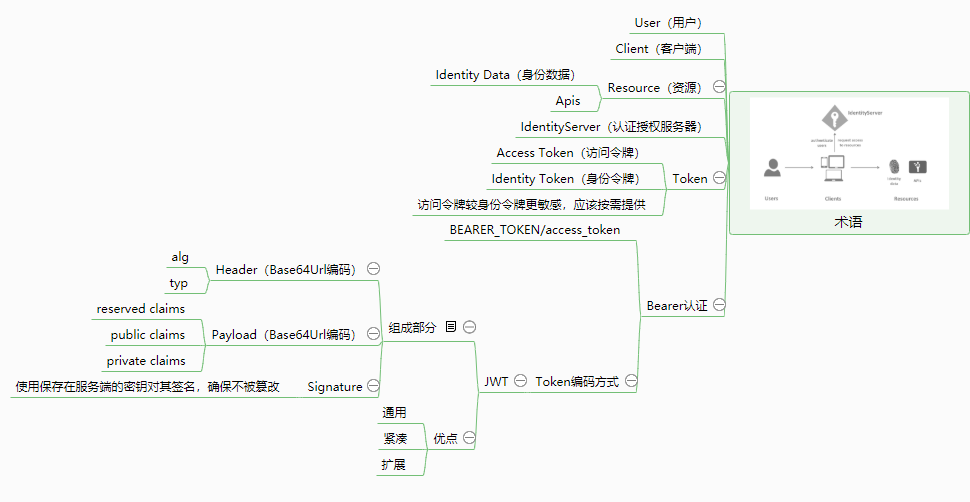 User（用户）
Client（客户端）
Identity Data（身份数据）
Apis
Resource（资源）
IdentityServer（认证授权服务器）
Access Token（访问令牌）
Identity Token（身份令牌）
访问令牌较身份令牌更敏感，应该按需提供
Token
BEARER_TOKEN/access_token
alg
typ
Header（Base64Url编码）
reserved claims
public claims
private claims
Payload（Base64Url编码）
使用保存在服务端的密钥对其签名，确保不被篡改
Signature
组成部分
通用
紧凑
扩展
优点
JWT
Token编码方式
Bearer认证
IdentityServer
authenticate
user
request access
to resources
identity
data
apis
Users
Clients
Resources
术语